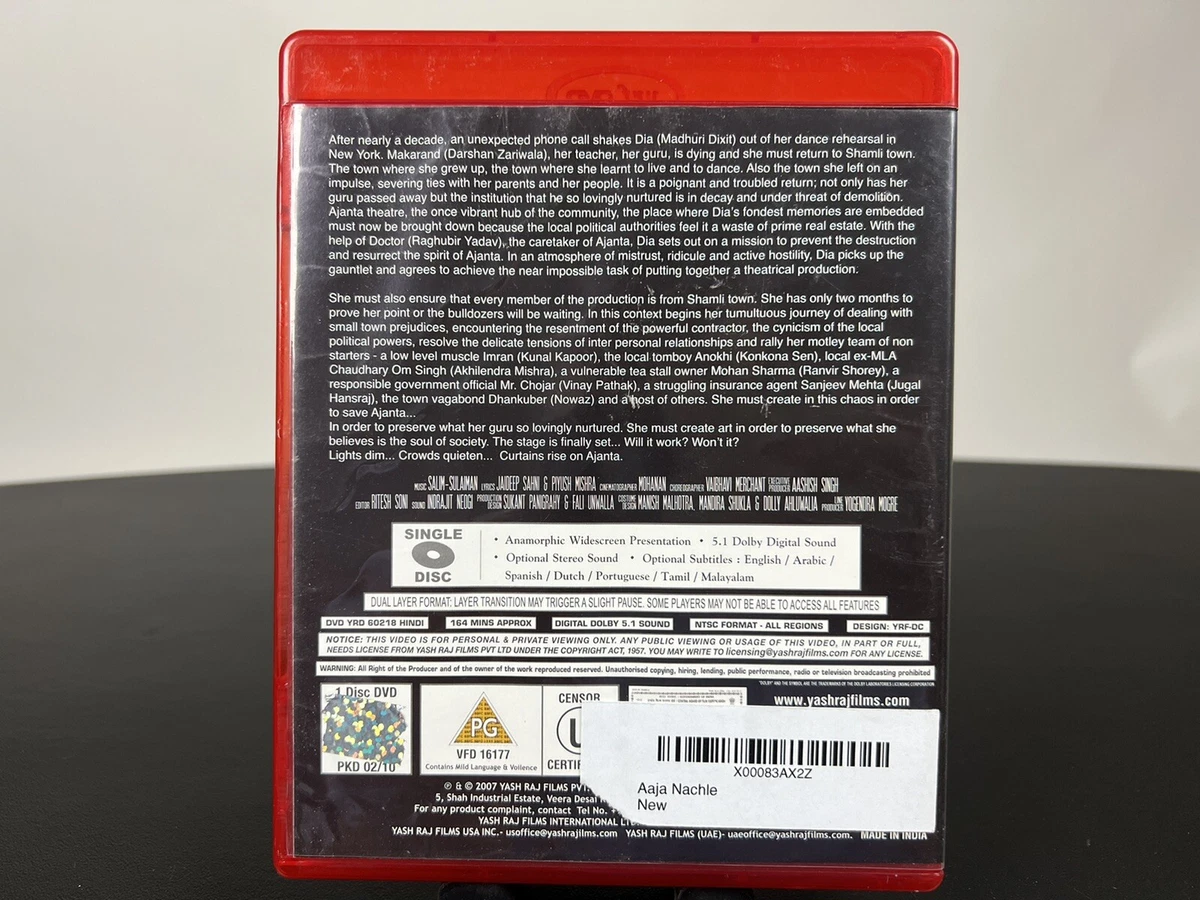 After nearly a decade, an unexpected phone call shakes Dia (Madhuri Dixit) out of her dance rehearsal in
New York. Makarand (Darshan Zariwala), her teacher, her guru, is dying and she must return to Shamli town.
The town where she grew up, the town where she learnt to live and to dance. Also the town she left on an
impulse, severing ties with her parents and her people. It is a poignant and troubled return; not only has her
guru passed away but the institution that he so lovingly nurtured is in decay and under threat of demolition.
Ajanta theatre, the once vibrant hub of the community, the place where Dia's fondest memories are embedded
must now be brought down because the local political authorities feel it a waste of prime real estate. With the
help of Doctor (Raghubir Yadav), the caretaker of Ajanta, Dia sets out on a mission to prevent the destruction
and resurrect the spirit of Ajanta. In an atmosphere of mistrust, ridicule and active hostility, Dia picks up the
gauntlet and agrees to achieve the near impossible task of putting together a theatrical production.
She must also ensure that every member of the production is from Shamli town. She has only two months to
prove her point or the bulldozers will be waiting. In this context begins her tumultuous journey of dealing with
small town prejudices, encountering the resentment of the powerful contractor, the cynicism of the local
political powers, resolve the delicate tensions of inter personal relationships and rally her motley team of non
starters - a low level muscle Imran (Kunal Kapoor), the local tomboy Anokhi (Konkona Sen), local ex-MLA
Chaudhary Om Singh (Akhilendra Mishra), a vulnerable tea stall owner Mohan Sharma (Ranvir Shorey), a
responsible government official Mr. Chojar (Vinay Pathak), a struggling insurance agent Sanjeev Mehta (Jugal
Hansraj), the town vagabond Dhankuber (Nowaz) and a host of others. She must create in this chaos in order
to save Ajanta...
In order to preserve what her guru so lovingly nurtured. She must create art in order to preserve what she
believes is the soul of society. The stage is finally set... Will it work? Won't it?
Lights dim... Crowds quieten... Curtains rise on Ajanta.
MUSIC SALIM-SULAIMAN LYRICS JAIDEEP SAHNI & PIYUSH MISHRA CINEMATOGRAPHER MOHANAN CHOREOGRAPHER VAIBHAVI MERCHANT EXECUTIVE PRODUCER AASHISH SINGH
EDITOR RITESH SONI SOUND INDRAJIT NEOGI PRODUCTION DESIGN SUKANT PANIGRAHY & FALI UNWALLA COSTUME DESIGN MANISH MALHOTRA, MANDIRA SHUKLA & DOLLY AHLUWALIA LINE PRODUCER YOGENDRA MOGRE
SINGLE
DISC
• Anamorphic Widescreen Presentation • 5.1 Dolby Digital Sound
• Optional Stereo Sound • Optional Subtitles : English / Arabic /
Spanish / Dutch / Portuguese / Tamil / Malayalam
DUAL LAYER FORMAT: LAYER TRANSITION MAY TRIGGER A SLIGHT PAUSE. SOME PLAYERS MAY NOT BE ABLE TO ACCESS ALL FEATURES
DVD YRD 60218 HINDI 164 MINS APPROX DIGITAL DOLBY 5.1 SOUND NTSC FORMAT - ALL REGIONS DESIGN: YRF-DC
NOTICE: THIS VIDEO IS FOR PERSONAL & PRIVATE VIEWING ONLY. ANY PUBLIC VIEWING OR USAGE OF THIS VIDEO, IN PART OR FULL,
NEEDS LICENSE FROM YASH RAJ FILMS PVT LTD UNDER THE COPYRIGHT ACT, 1957. YOU MAY WRITE TO licensing@yashrajfilms.com FOR ANY LICENSE.
WARNING: All Right of the Producer and of the owner of the work reproduced reserved. Unauthorised copying, hiring, lending, public performance, radio or television broadcasting prohibited
"DOLBY" AND THE SYMBOL ARE THE TRADEMARKS OF THE DOLBY LABORATORIES LICENSING CORPORATION.
1 Disc DVD
PKD 02/10
PG
VFD 16177
Contains Mild Language & Voilence
CENSOR
U
CERTIF
www.yashrajfilms.com
X00083AX2Z
Aaja Nachle
New
℗ & © 2007 YASH RAJ FILMS PVT
5, Shah Industrial Estate, Veera Desai
For any product complaint, contact Tel No.
YASH RAJ FILMS INTERNATIONAL LT
YASH RAJ FILMS USA INC.- usoffice@yashrajfilms.com YASH RAJ FILMS (UAE)- uaeoffice@yashrajfilms.com. MADE IN INDIA